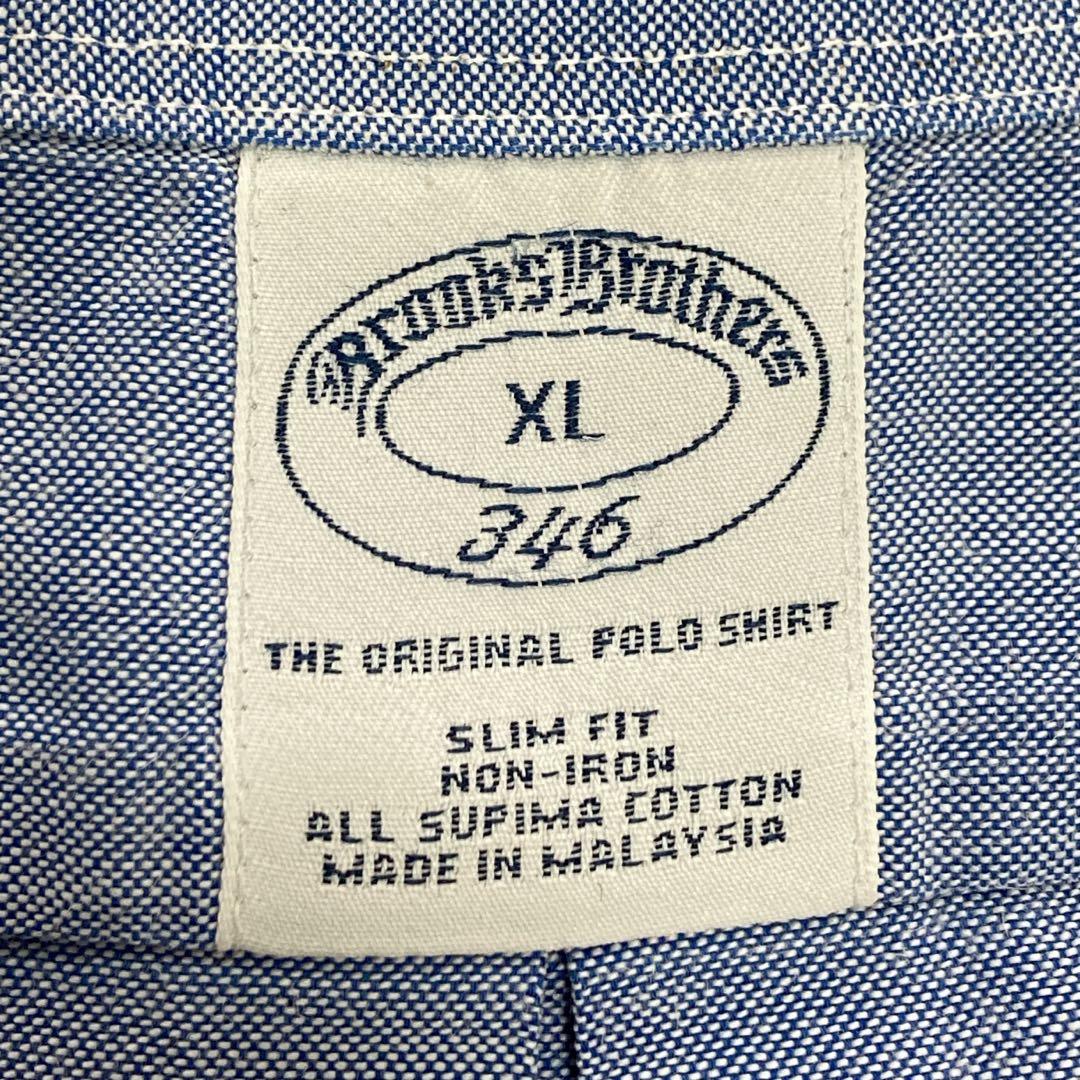 Brooks Brothers
XL
346
THE ORIGINAL POLO SHIRT
SLIM FIT
NON-IRON
ALL SUPIMA COTTON
MADE IN MALAYSIA